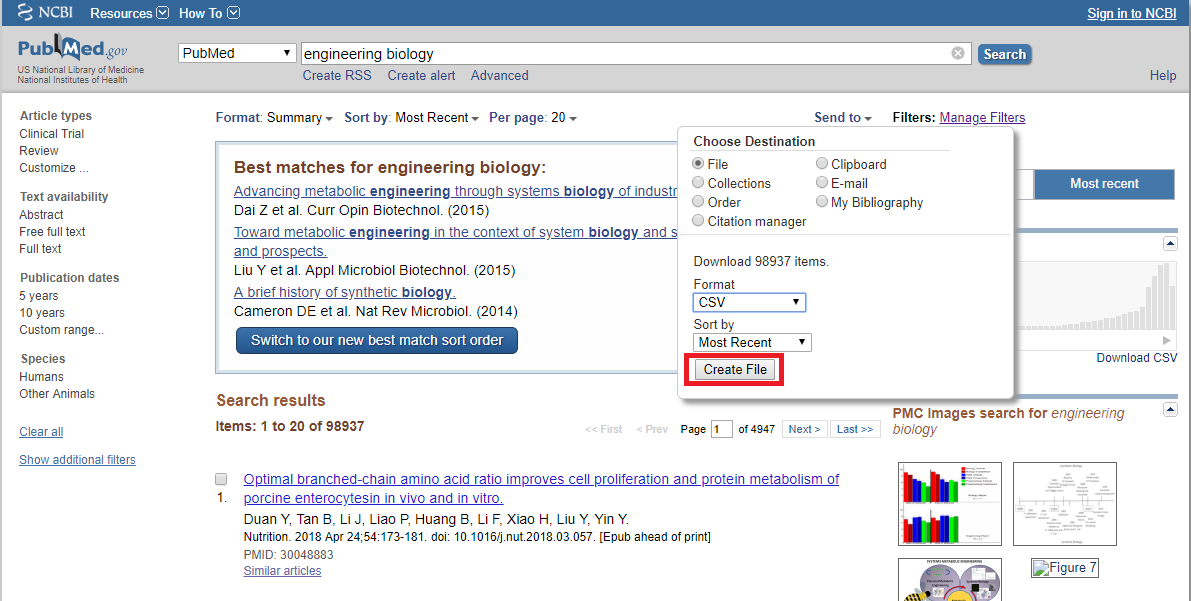 NCBI Resources How To Sign in to NCBI
PubMed.gov
US National Library of Medicine
National Institutes of Health
PubMed engineering biology Search
Create RSS Create alert Advanced Help
Article types
Clinical Trial
Review
Customize ...
Text availability
Abstract
Free full text
Full text
Publication dates
5 years
10 years
Custom range...
Species
Humans
Other Animals
Clear all
Show additional filters
Format: Summary Sort by: Most Recent Per page: 20 Send to Filters: Manage Filters
Best matches for engineering biology:
Advancing metabolic engineering through systems biology of industr
Dai Z et al. Curr Opin Biotechnol. (2015)
Toward metabolic engineering in the context of system biology and s
and prospects.
Liu Y et al. Appl Microbiol Biotechnol. (2015)
A brief history of synthetic biology.
Cameron DE et al. Nat Rev Microbiol. (2014)
Switch to our new best match sort order
Choose Destination
File Clipboard
Collections E-mail
Order My Bibliography
Citation manager
Download 98937 items.
Format
CSV
Sort by
Most Recent
Create File
Most recent
Download CSV
Search results
Items: 1 to 20 of 98937
<< First < Prev Page 1 of 4947 Next > Last >>
Optimal branched-chain amino acid ratio improves cell proliferation and protein metabolism of
1. porcine enterocytesin in vivo and in vitro.
Duan Y, Tan B, Li J, Liao P, Huang B, Li F, Xiao H, Liu Y, Yin Y.
Nutrition. 2018 Apr 24;54:173-181. doi: 10.1016/j.nut.2018.03.057. [Epub ahead of print]
PMID: 30048883
Similar articles
PMC Images search for engineering
biology
Figure 7
SYSTEMS METABOLIC ENGINEERING